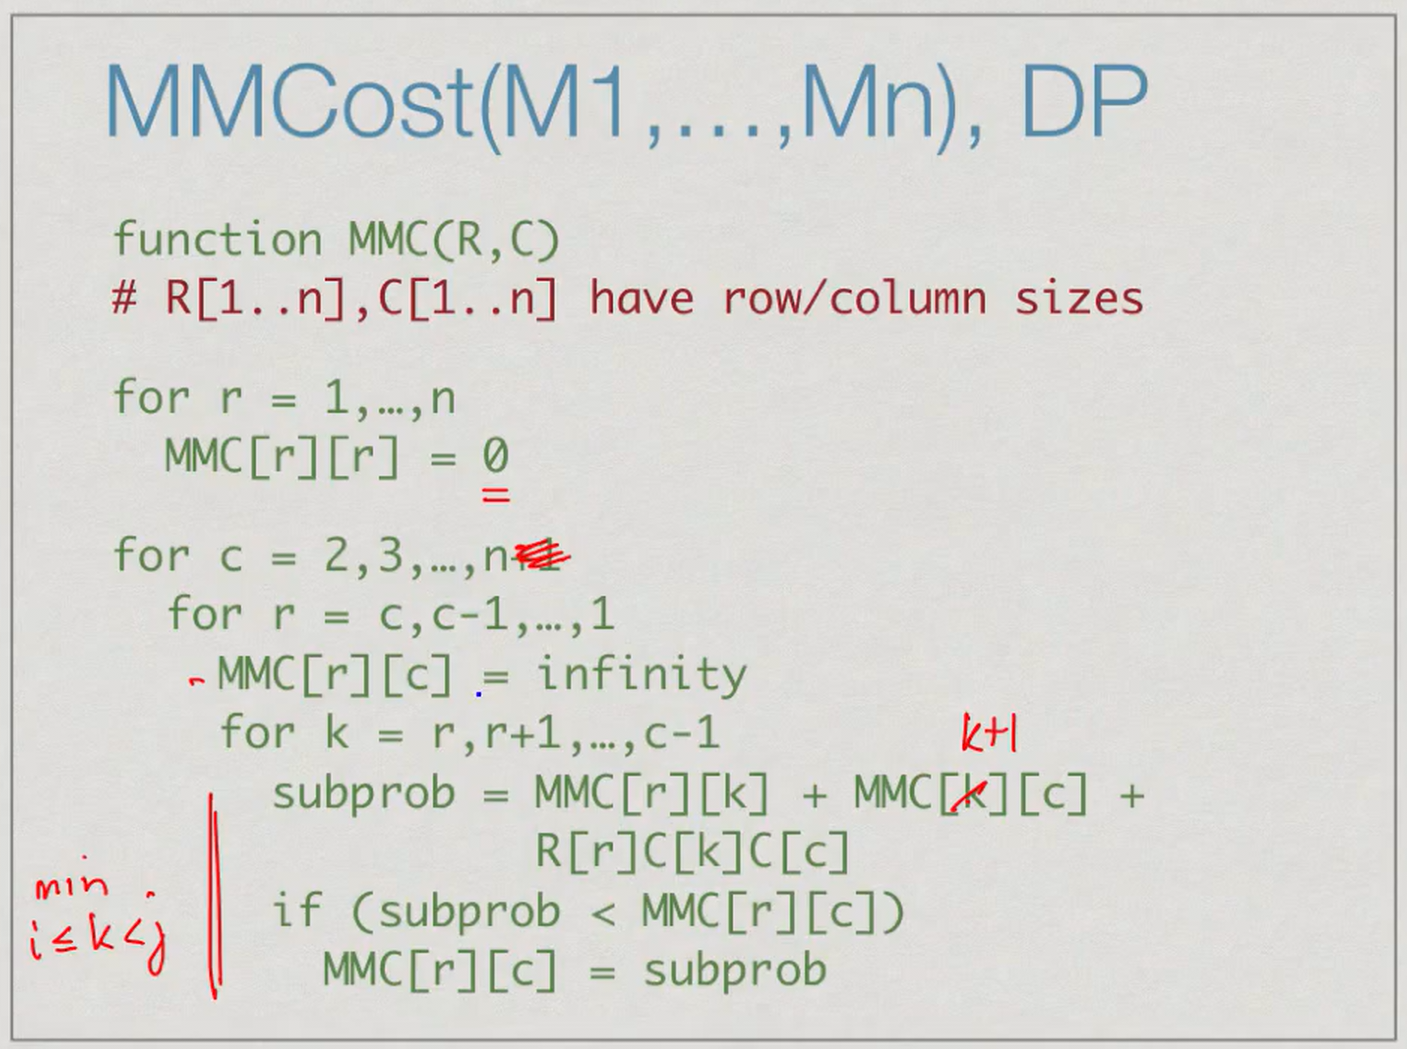 MMCost(M1,...,Mn), DP
function MMC(R,C)
# R[1..n],C[1..n] have row/column sizes
for r = 1,…,n
MMC[r][r] = 0
for c = 2,3,…,n+1
for r = c,c-1,…,1
MMC[r][c] = infinity
for k = r,r+1,…,c-1
k+1
subprob = MMC[r][k] + MMC[k][c] +
R[r]C[k]C[c]
min
if (subprob < MMC[r][c])
i ≤ k < j
MMC[r][c] = subprob